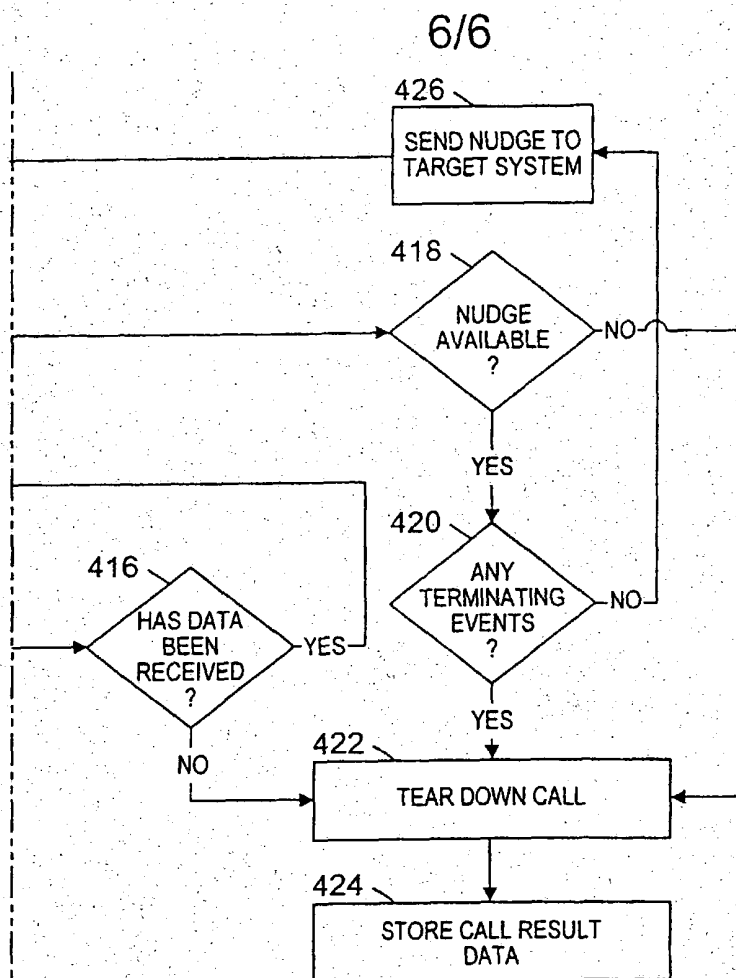 6/6
426
SEND NUDGE TO
TARGET SYSTEM
418
NUDGE
AVAILABLE
?
NO
YES
420
ANY
TERMINATING
EVENTS
?
NO
YES
416
HAS DATA
BEEN
RECEIVED
?
YES
NO
422
TEAR DOWN CALL
424
STORE CALL RESULT
DATA